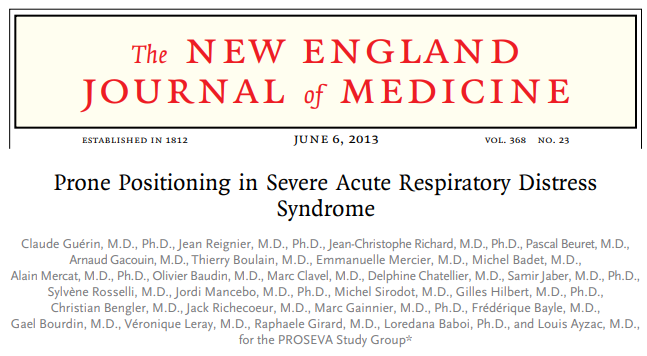 The NEW ENGLAND
JOURNAL of MEDICINE
ESTABLISHED IN 1812 JUNE 6, 2013 VOL. 368 NO. 23
Prone Positioning in Severe Acute Respiratory Distress
Syndrome
Claude Guérin, M.D., Ph.D., Jean Reignier, M.D., Ph.D., Jean-Christophe Richard, M.D., Ph.D., Pascal Beuret, M.D.,
Arnaud Gacouin, M.D., Thierry Boulain, M.D., Emmanuelle Mercier, M.D., Michel Badet, M.D.,
Alain Mercat, M.D., Ph.D., Olivier Baudin, M.D., Marc Clavel, M.D., Delphine Chatellier, M.D., Samir Jaber, M.D., Ph.D.,
Sylvène Rosselli, M.D., Jordi Mancebo, M.D., Ph.D., Michel Sirodot, M.D., Gilles Hilbert, M.D., Ph.D.,
Christian Bengler, M.D., Jack Richecoeur, M.D., Marc Gainnier, M.D., Ph.D., Frédérique Bayle, M.D.,
Gael Bourdin, M.D., Véronique Leray, M.D., Raphaele Girard, M.D., Loredana Baboi, Ph.D., and Louis Ayzac, M.D.,
for the PROSEVA Study Group*